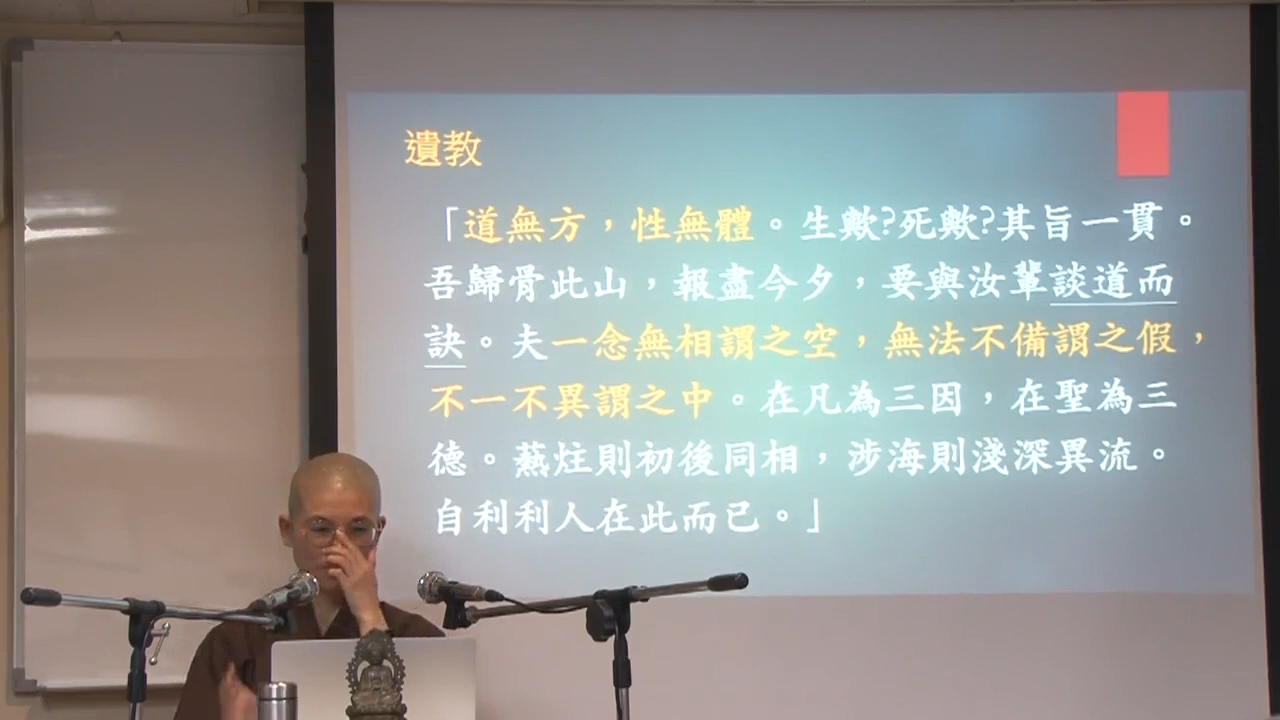 遺教
「道無方，性無體。生歟?死歟?其旨一貫。
吾歸骨此山，報盡今夕，要與汝輩談道而
訣。夫一念無相謂之空，無法不備謂之假，
不一不異謂之中。在凡為三因，在聖為三
德。爇炷則初後同相，涉海則淺深異流。
自利利人在此而已。」